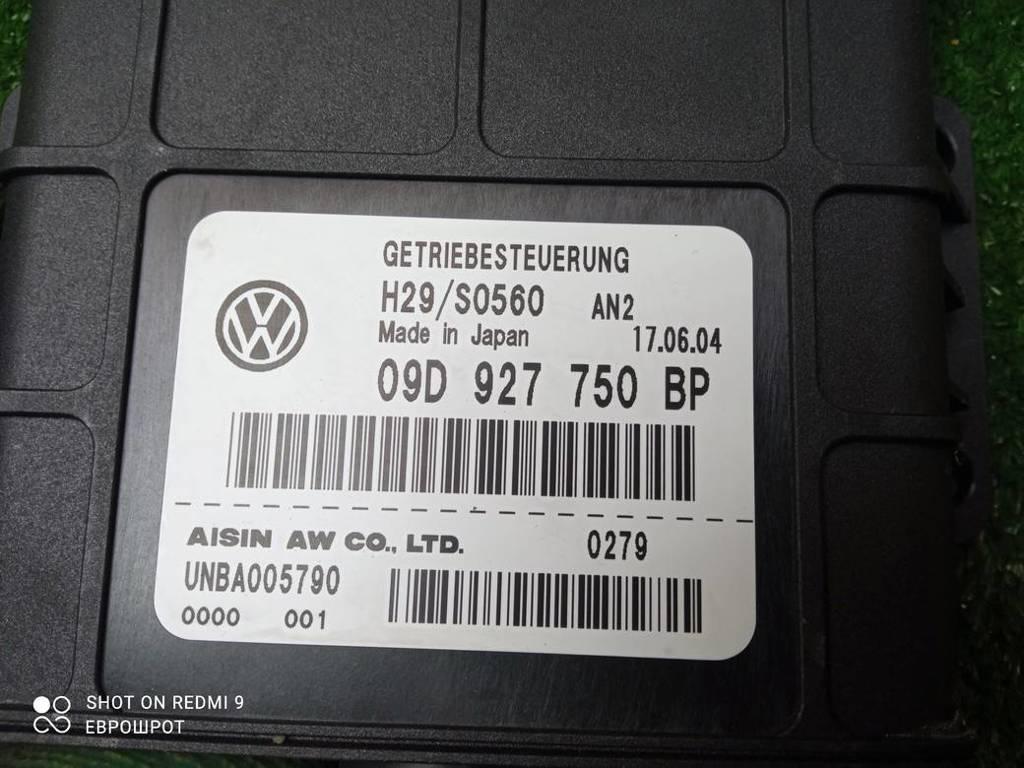 GETRIEBESTEUERUNG
H29/S0560 AN2
Made in Japan 17.06.04
09D 927 750 BP
AISIN AW CO., LTD. 0279
UNBA005790
0000 001
SHOT ON REDMI 9
ЕВРОШРОТ